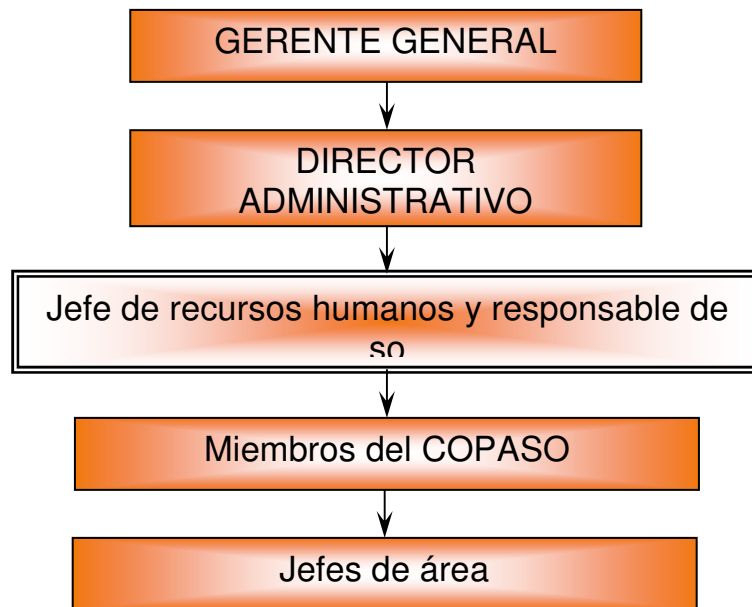 GERENTE GENERAL
DIRECTOR
ADMINISTRATIVO
Jefe de recursos humanos y responsable de
so
Miembros del COPASO
Jefes de área